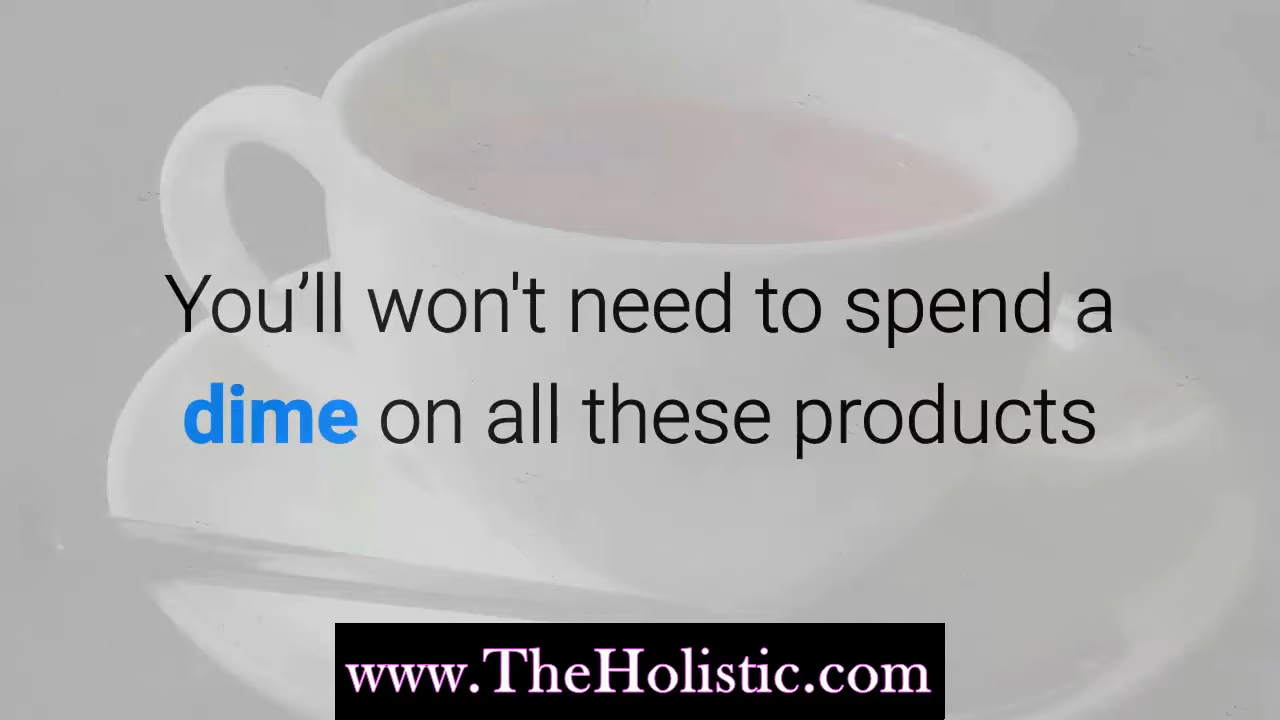 You’ll won't need to spend a
dime on all these products
www.TheHolistic.com